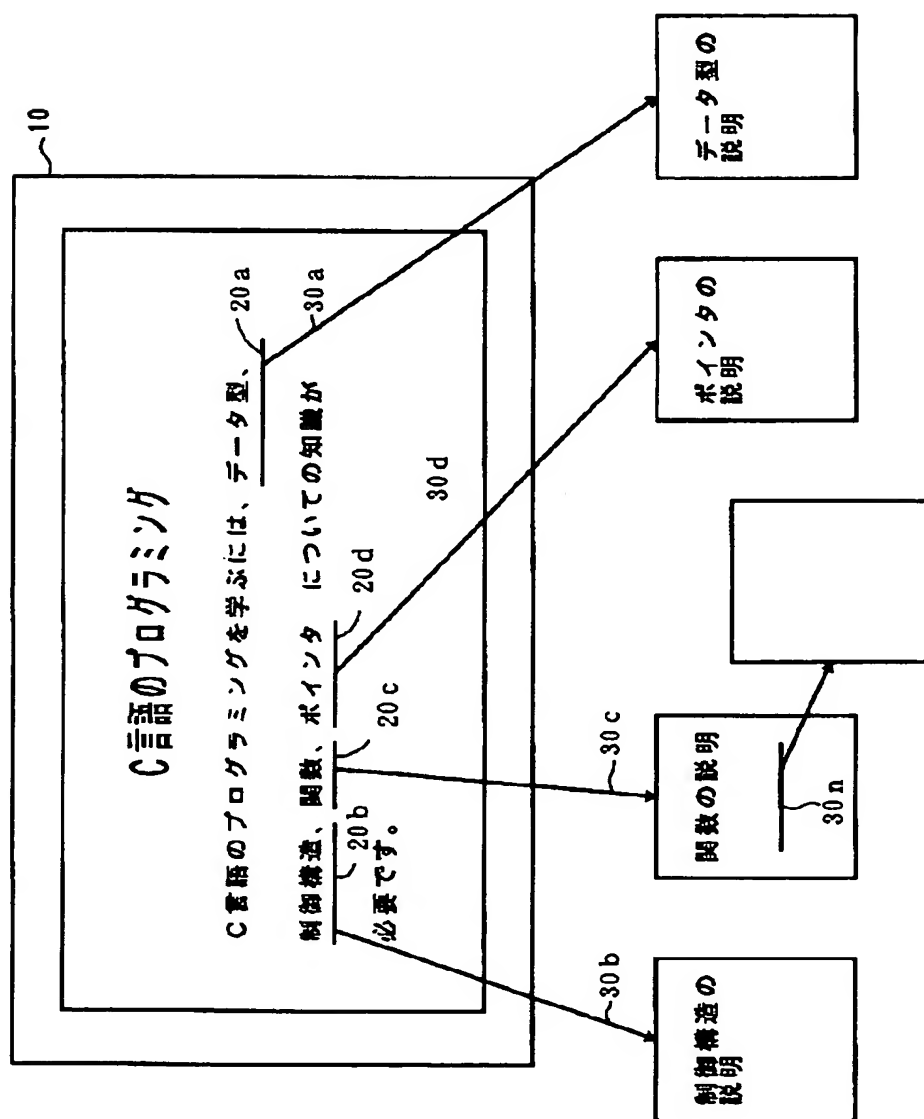 10
C言語のプログラミング
C言語のプログラミングを学ぶには、データ型、
20a
30a
制御構造、関数、ポインタ についての知識が
20b
20c
20d
30d
必要です。
30b
30c
制御構造の
説明
関数の説明
30n
ポインタの
説明
データ型の
説明